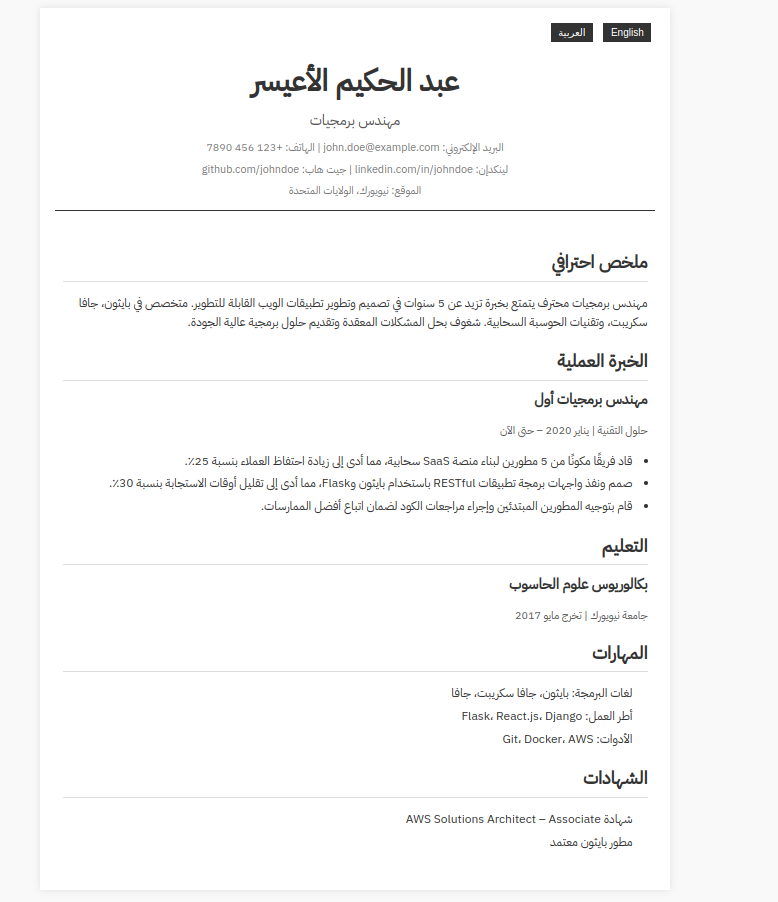 English
العربية
عبد الحكيم الأعيسر
مهندس برمجيات
البريد الإلكتروني: john.doe@example.com | الهاتف: +123 456 7890
لينكدإن: linkedin.com/in/johndoe | جيت هاب: github.com/johndoe
الموقع: نيويورك، الولايات المتحدة
ملخص احترافي
مهندس برمجيات محترف يتمتع بخبرة تزيد عن 5 سنوات في تصميم وتطوير تطبيقات الويب القابلة للتطوير. متخصص في بايثون، جافا
سكريبت، وتقنيات الحوسبة السحابية. شغوف بحل المشكلات المعقدة وتقديم حلول برمجية عالية الجودة.
الخبرة العملية
مهندس برمجيات أول
حلول التقنية | يناير 2020 – حتى الآن
• قاد فريقًا مكونًا من 5 مطورين لبناء منصة SaaS سحابية، مما أدى إلى زيادة احتفاظ العملاء بنسبة 25٪.
• صمم ونفذ واجهات برمجة تطبيقات RESTful باستخدام بايثون وFlask، مما أدى إلى تقليل أوقات الاستجابة بنسبة 30٪.
• قام بتوجيه المطورين المبتدئين وإجراء مراجعات الكود لضمان اتباع أفضل الممارسات.
التعليم
بكالوريوس علوم الحاسوب
جامعة نيويورك | تخرج مايو 2017
المهارات
لغات البرمجة: بايثون، جافا سكريبت، جافا
أطر العمل: Flask، React.js، Django
الأدوات: Git، Docker، AWS
الشهادات
شهادة AWS Solutions Architect – Associate
مطور بايثون معتمد